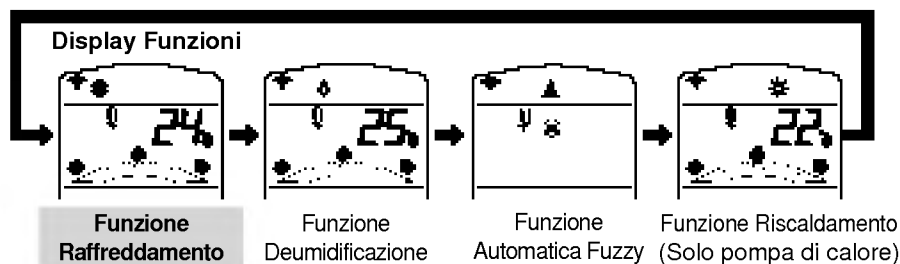 Display Funzioni
24 25 22
Funzione Funzione Funzione Funzione Riscaldamento
Raffreddamento Deumidificazione Automatica Fuzzy (Solo pompa di calore)